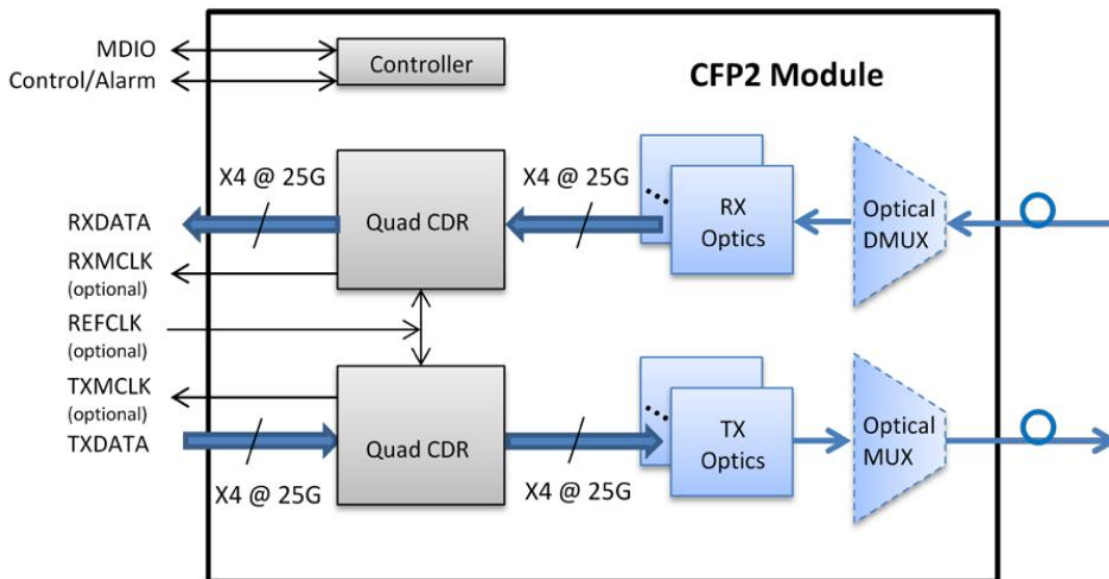 MDIO
Control/Alarm
Controller
CFP2 Module
X4 @ 25G
X4 @ 25G
RXDATA
RXMCLK
(optional)
REFCLK
(optional)
Quad CDR
RX
Optics
Optical
DMUX
TXMCLK
(optional)
TXDATA
X4 @ 25G
Quad CDR
X4 @ 25G
TX
Optics
Optical
MUX